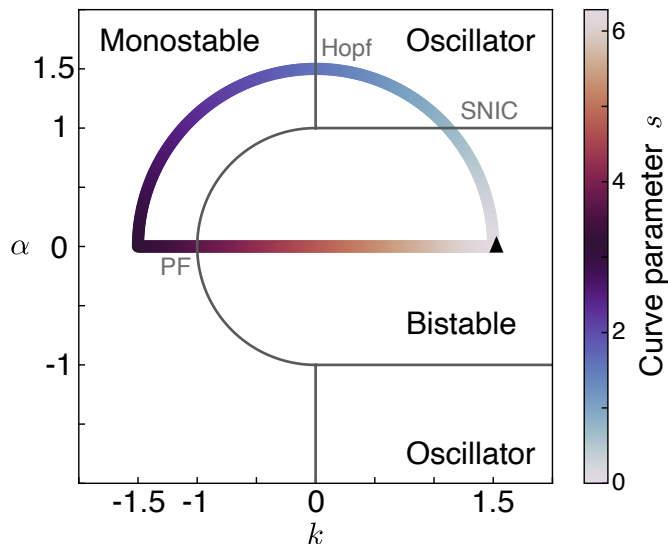 Monostable
Hopf
Oscillator
SNIC
PF
Bistable
Oscillator
1.5
1
0
-1
α
-1.5
-1
0
1.5
k
6
4
2
0
Curve parameter s